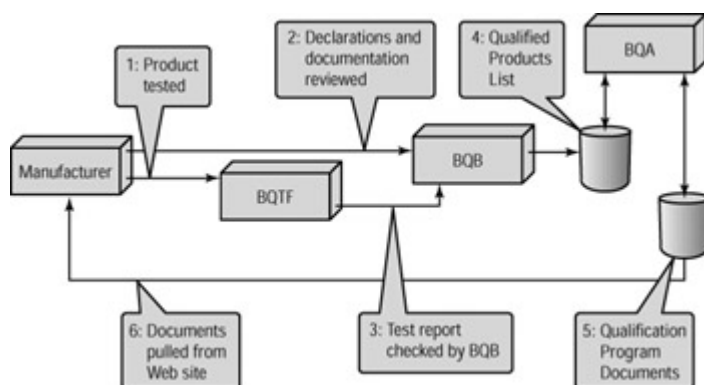 1: Product
tested
2: Declarations and
documentation
reviewed
4: Qualified
Products
List
BQA
Manufacturer
BQTF
BQB
6: Documents
pulled from
Web site
3: Test report
checked by BQB
5: Qualification
Program
Documents